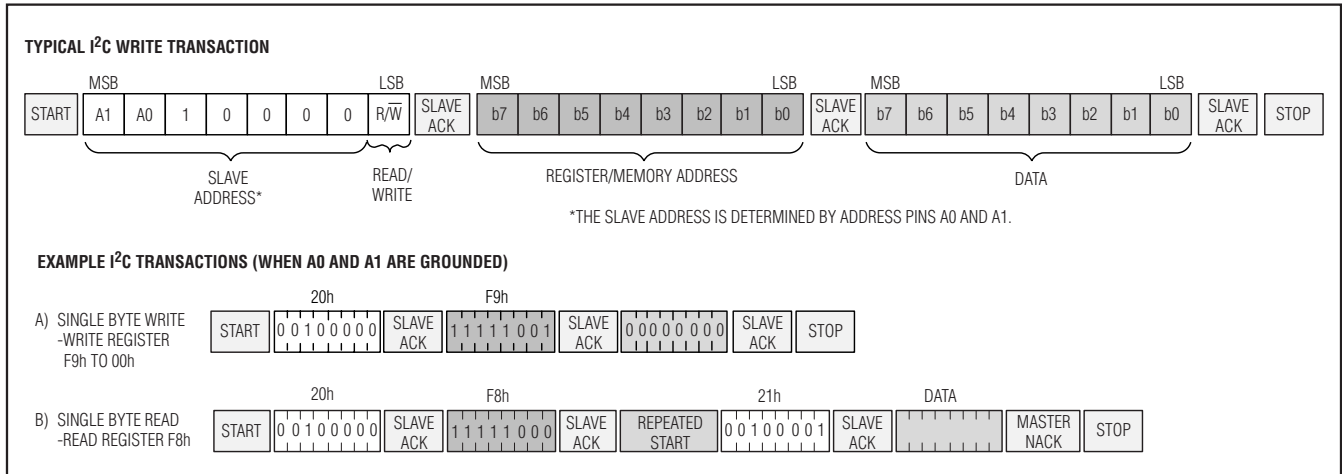 TYPICAL I²C WRITE TRANSACTION
MSB LSB MSB LSB MSB LSB
START A1 A0 1 0 0 0 0 R/W̅ SLAVE ACK b7 b6 b5 b4 b3 b2 b1 b0 SLAVE ACK b7 b6 b5 b4 b3 b2 b1 b0 SLAVE ACK STOP
SLAVE ADDRESS* READ/ WRITE REGISTER/MEMORY ADDRESS DATA
*THE SLAVE ADDRESS IS DETERMINED BY ADDRESS PINS A0 AND A1.
EXAMPLE I²C TRANSACTIONS (WHEN A0 AND A1 ARE GROUNDED)
20h F9h
A) SINGLE BYTE WRITE
-WRITE REGISTER
F9h TO 00h
START 0 0 1 0 0 0 0 0 SLAVE ACK 1 1 1 1 1 0 0 1 SLAVE ACK 0 0 0 0 0 0 0 0 SLAVE ACK STOP
20h F8h 21h DATA
B) SINGLE BYTE READ
-READ REGISTER F8h
START 0 0 1 0 0 0 0 0 SLAVE ACK 1 1 1 1 1 0 0 0 SLAVE ACK REPEATED START 0 0 1 0 0 0 0 1 SLAVE ACK MASTER NACK STOP